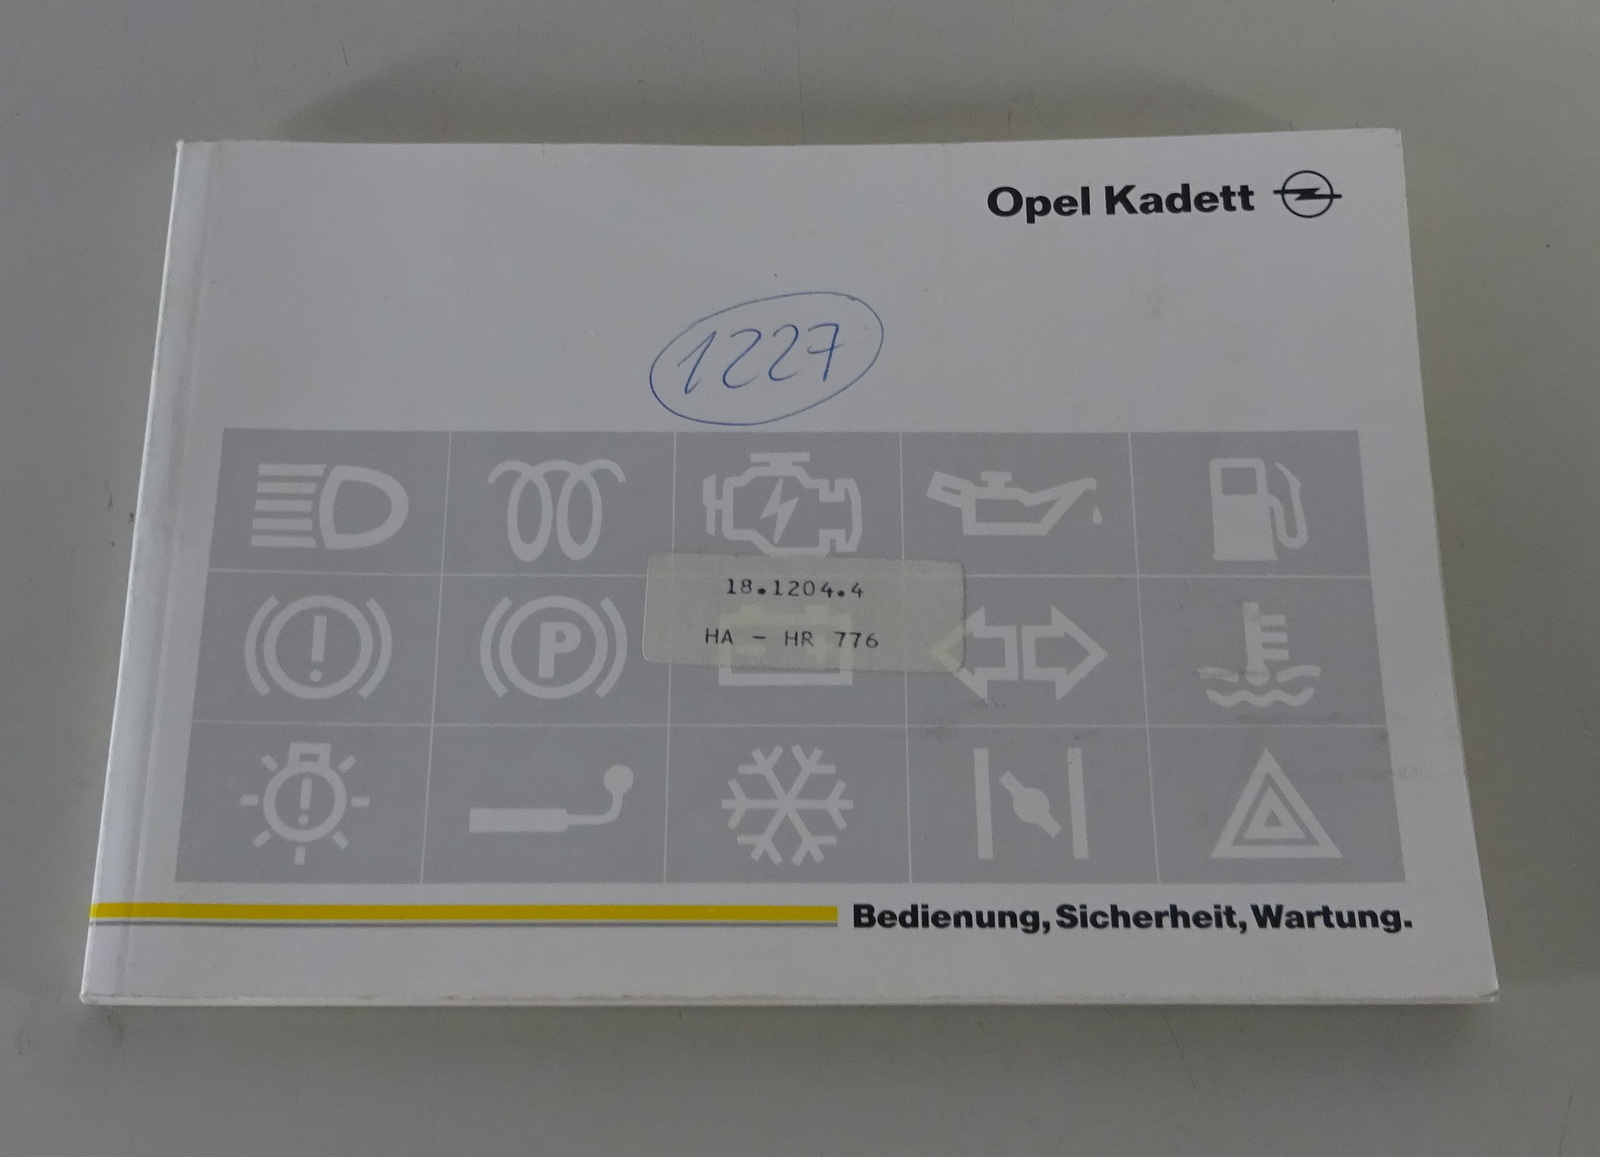 Opel Kadett
1227
18.1204.4
HA - HR 776
P
Bedienung, Sicherheit, Wartung.